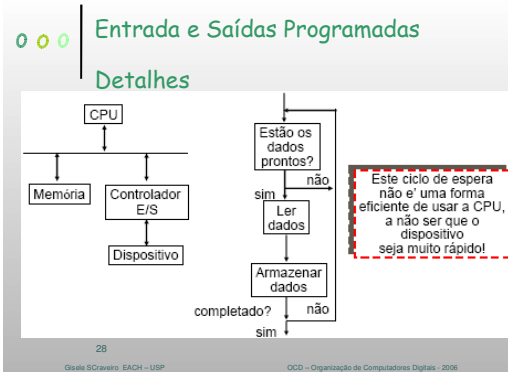 Entrada e Saídas Programadas
Detalhes
CPU
Memória
Controlador
E/S
Dispositivo
Estão os
dados
prontos?
não
sim
Ler
dados
Armazenar
dados
completado?
não
sim
Este ciclo de espera
não e' uma forma
eficiente de usar a CPU,
a não ser que o
dispositivo
seja muito rápido!
28
Gisele SCraveiro EACH – USP
OCD – Organização de Computadores Digitais - 2006